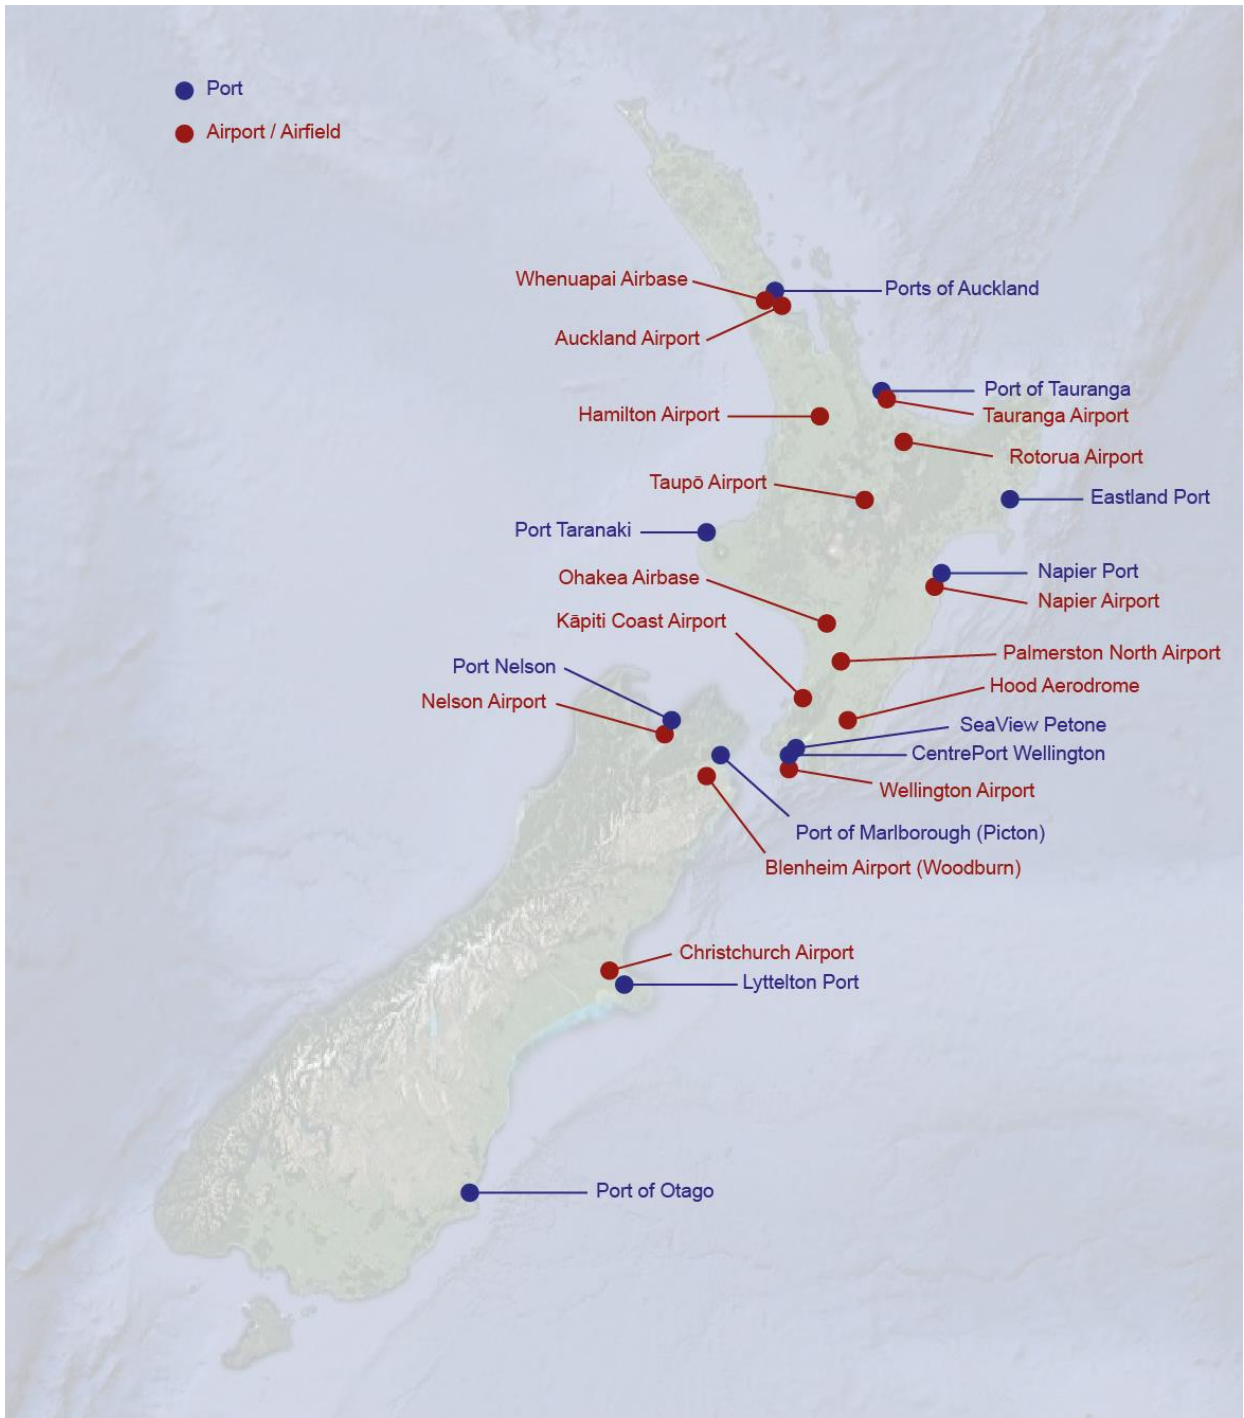 Port
Airport / Airfield
Whenuapai Airbase
Ports of Auckland
Auckland Airport
Port of Tauranga
Hamilton Airport
Tauranga Airport
Rotorua Airport
Taupō Airport
Eastland Port
Port Taranaki
Ohakea Airbase
Napier Port
Napier Airport
Kāpiti Coast Airport
Palmerston North Airport
Port Nelson
Hood Aerodrome
Nelson Airport
SeaView Petone
CentrePort Wellington
Wellington Airport
Port of Marlborough (Picton)
Blenheim Airport (Woodburn)
Christchurch Airport
Lyttelton Port
Port of Otago